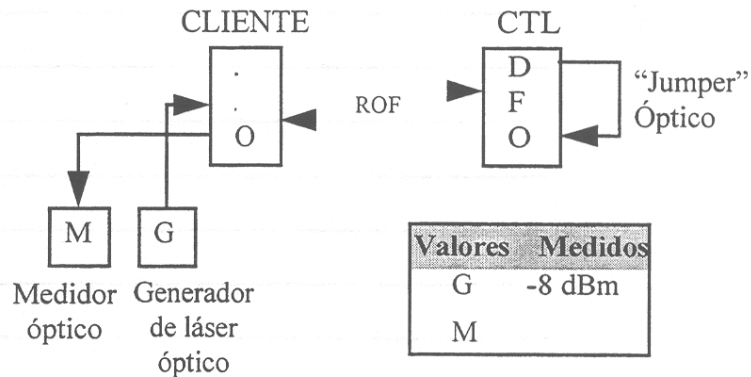 CLIENTE
CTL
.
.
O
ROF
D
F
O
“Jumper”
Óptico
M
G
Medidor
óptico
Generador
de láser
óptico
Valores Medidos
G -8 dBm
M